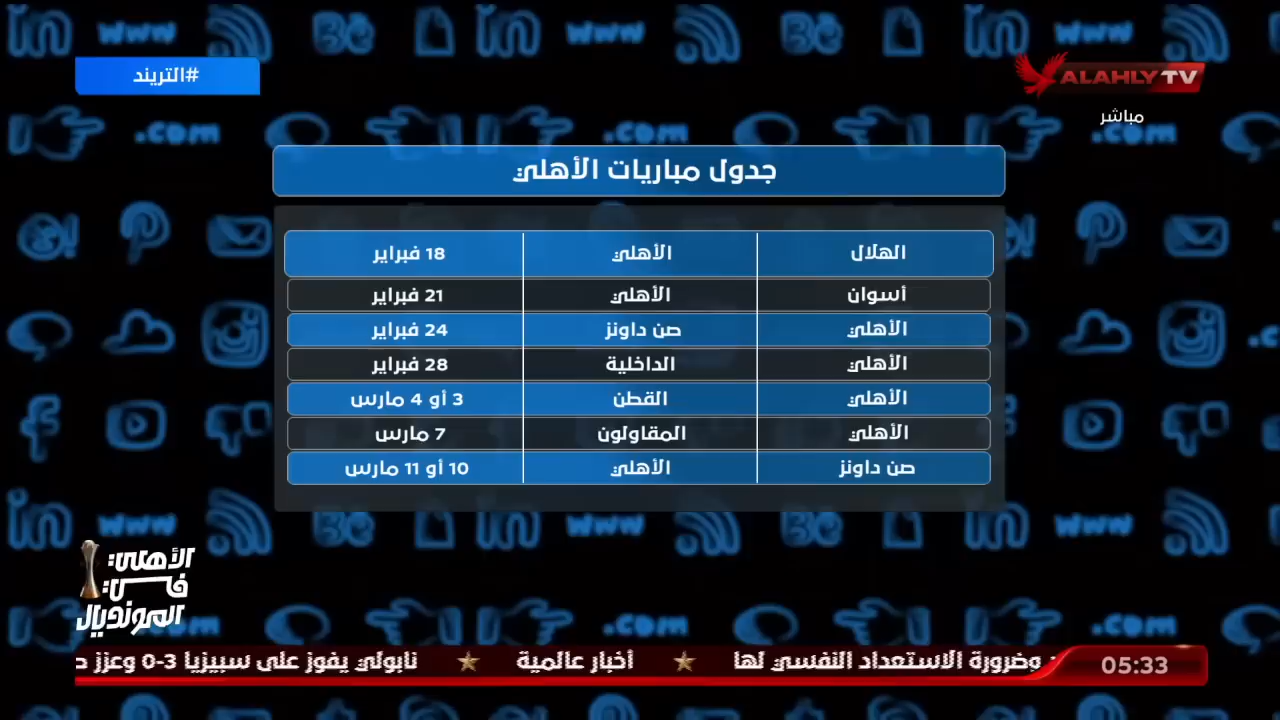 #التريند
ALAHLY TV
مباشر
جدول مباريات الأهلي
الهلال الأهلي 18 فبراير
أسوان الأهلي 21 فبراير
الأهلي صن داونز 24 فبراير
الأهلي الداخلية 28 فبراير
الأهلي القطن 3 أو 4 مارس
الأهلي المقاولون 7 مارس
صن داونز الأهلي 10 أو 11 مارس
الأهلي
في
المونديال
05:33
وضرورة الاستعداد النفسي لها ★ أخبار عالمية ★ نابولي يفوز على سبيزيا 3-0 وعزز